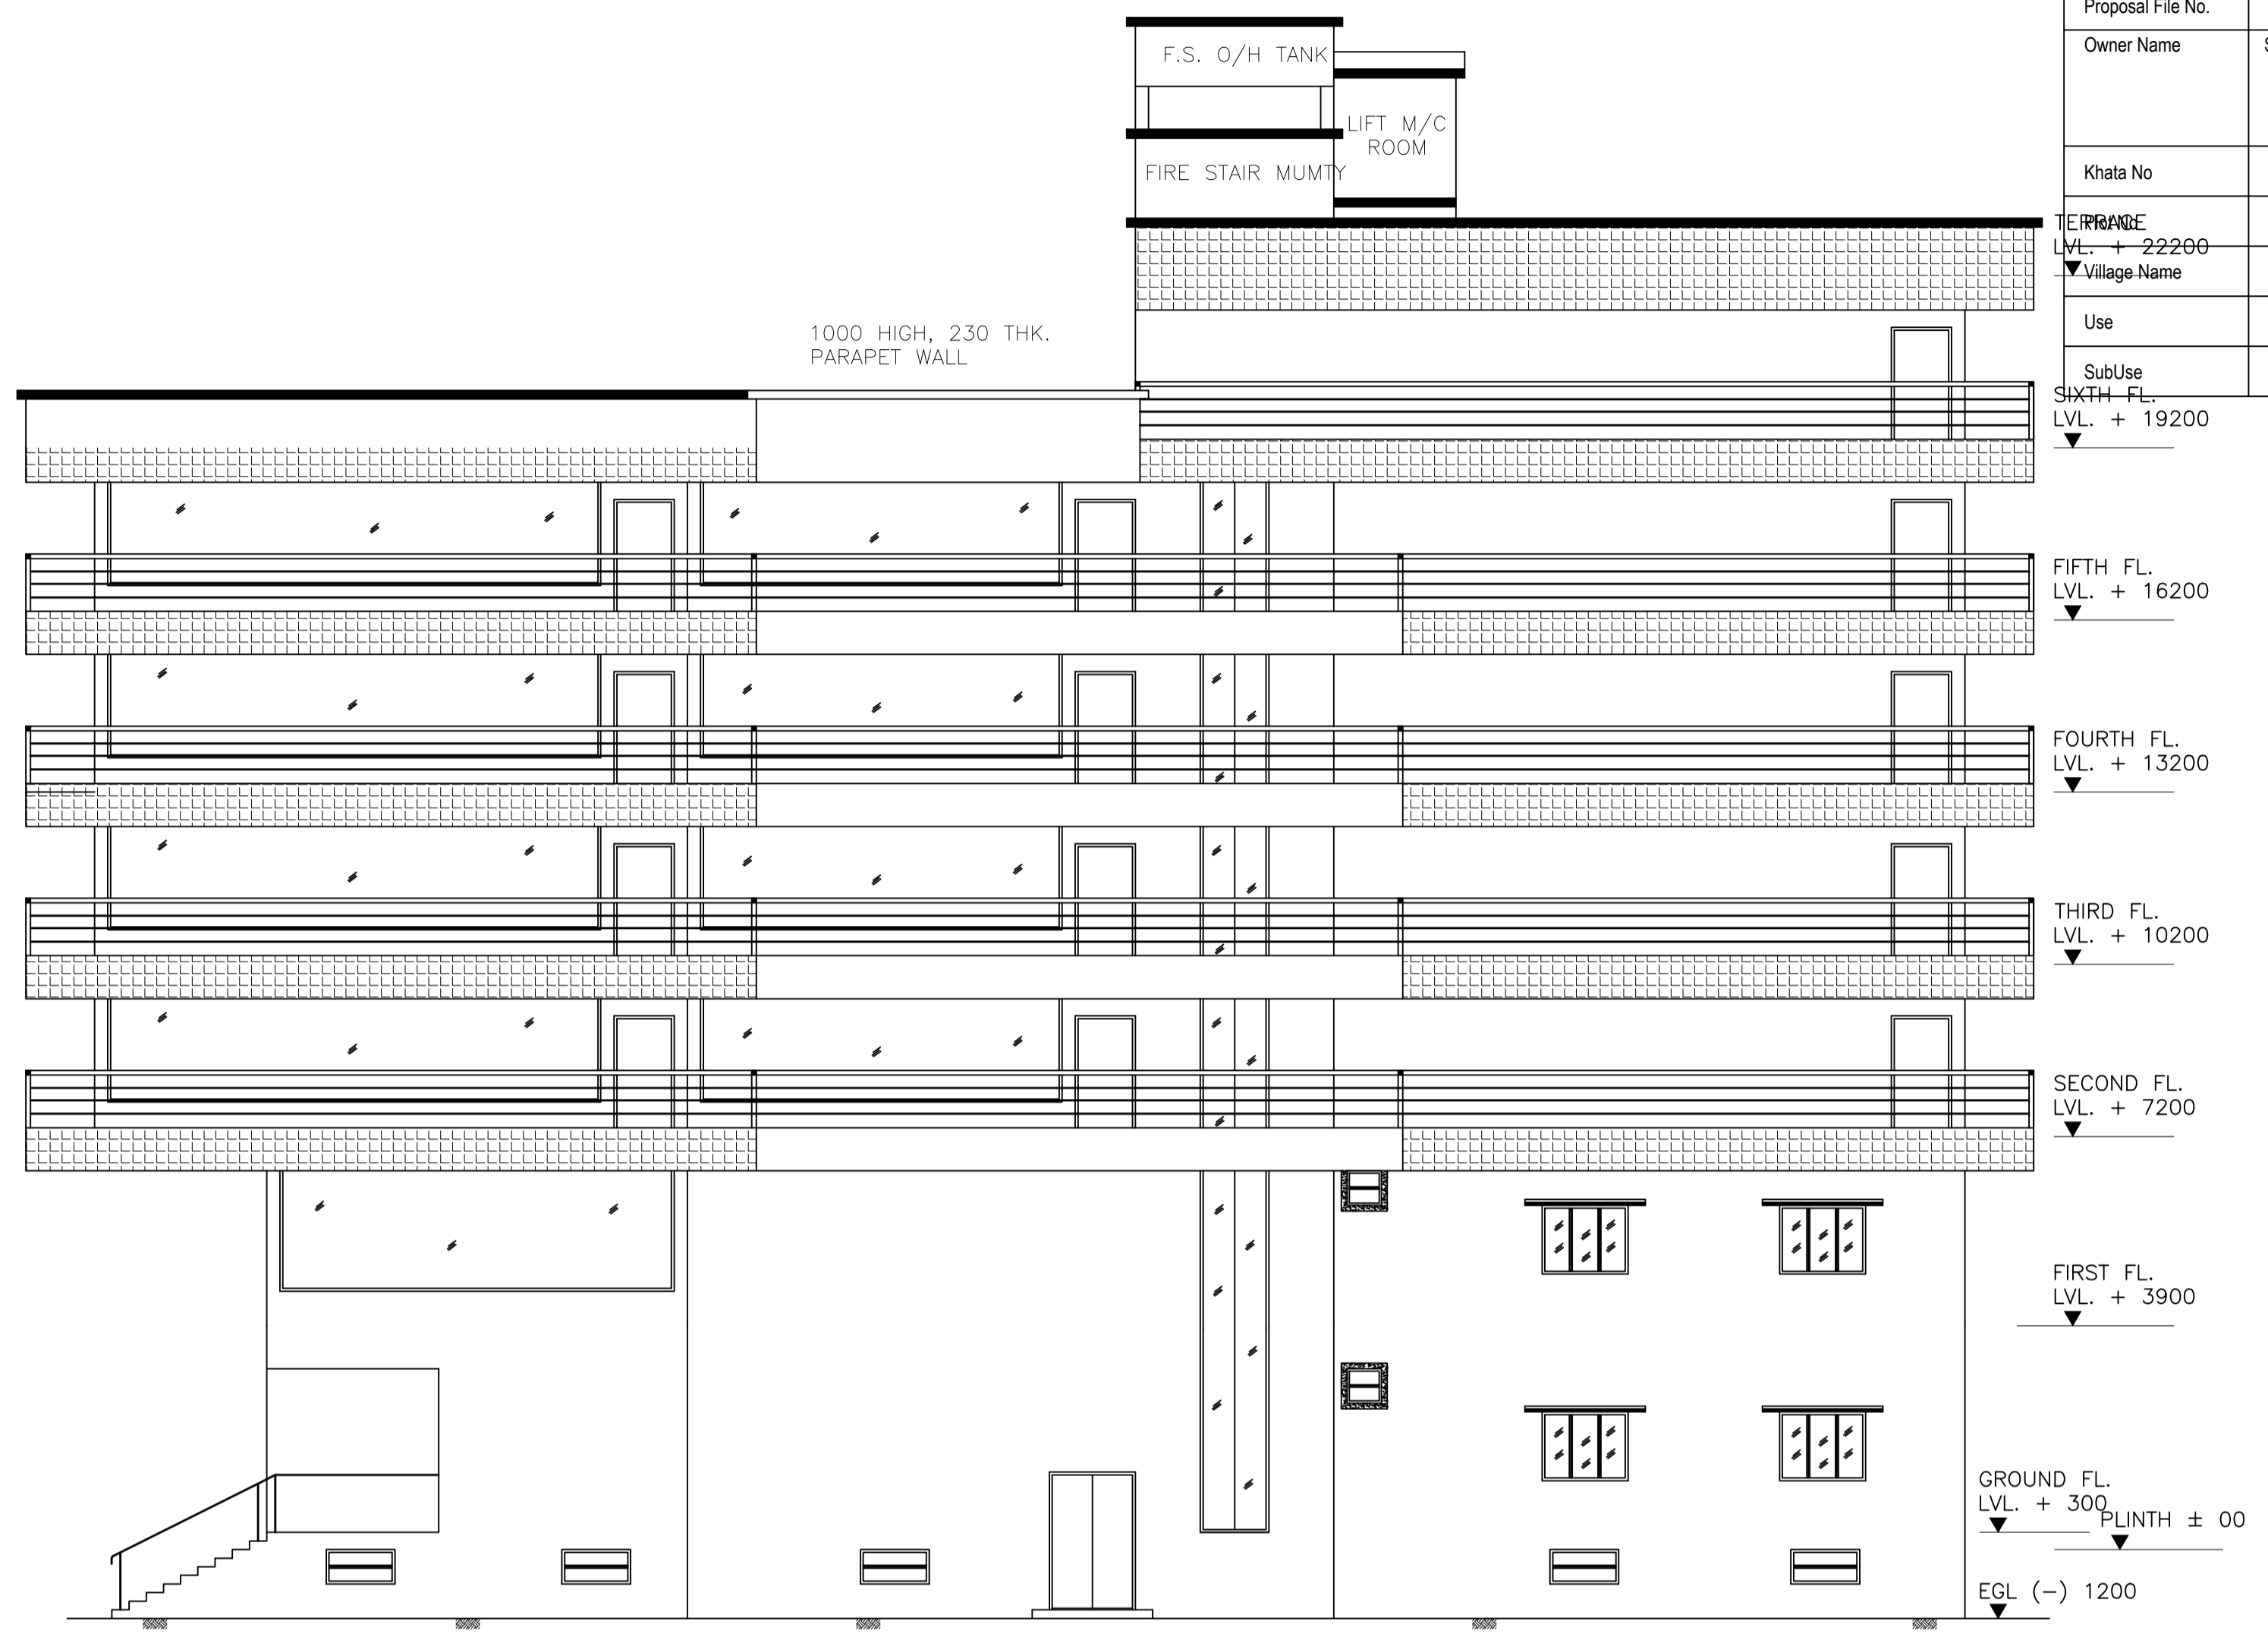 Proposal File No.
Owner Name
F.S. O/H TANK
LIFT M/C
ROOM
FIRE STAIR MUMTY
Khata No
Plot No
TERRACE
LVL. + 22200
Village Name
Use
1000 HIGH, 230 THK.
PARAPET WALL
SubUse
SIXTH FL.
LVL. + 19200
FIFTH FL.
LVL. + 16200
FOURTH FL.
LVL. + 13200
THIRD FL.
LVL. + 10200
SECOND FL.
LVL. + 7200
FIRST FL.
LVL. + 3900
GROUND FL.
LVL. + 300
PLINTH ± 00
EGL (-) 1200